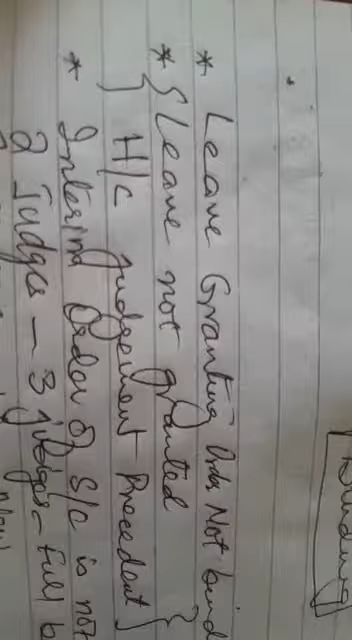 Binding
* Leave Granting Order Not bind
* { Leave not granted }
} H/c judgement Precedent }
* Interim Order of S/c is not
2 Judges - 3 judges - Full b